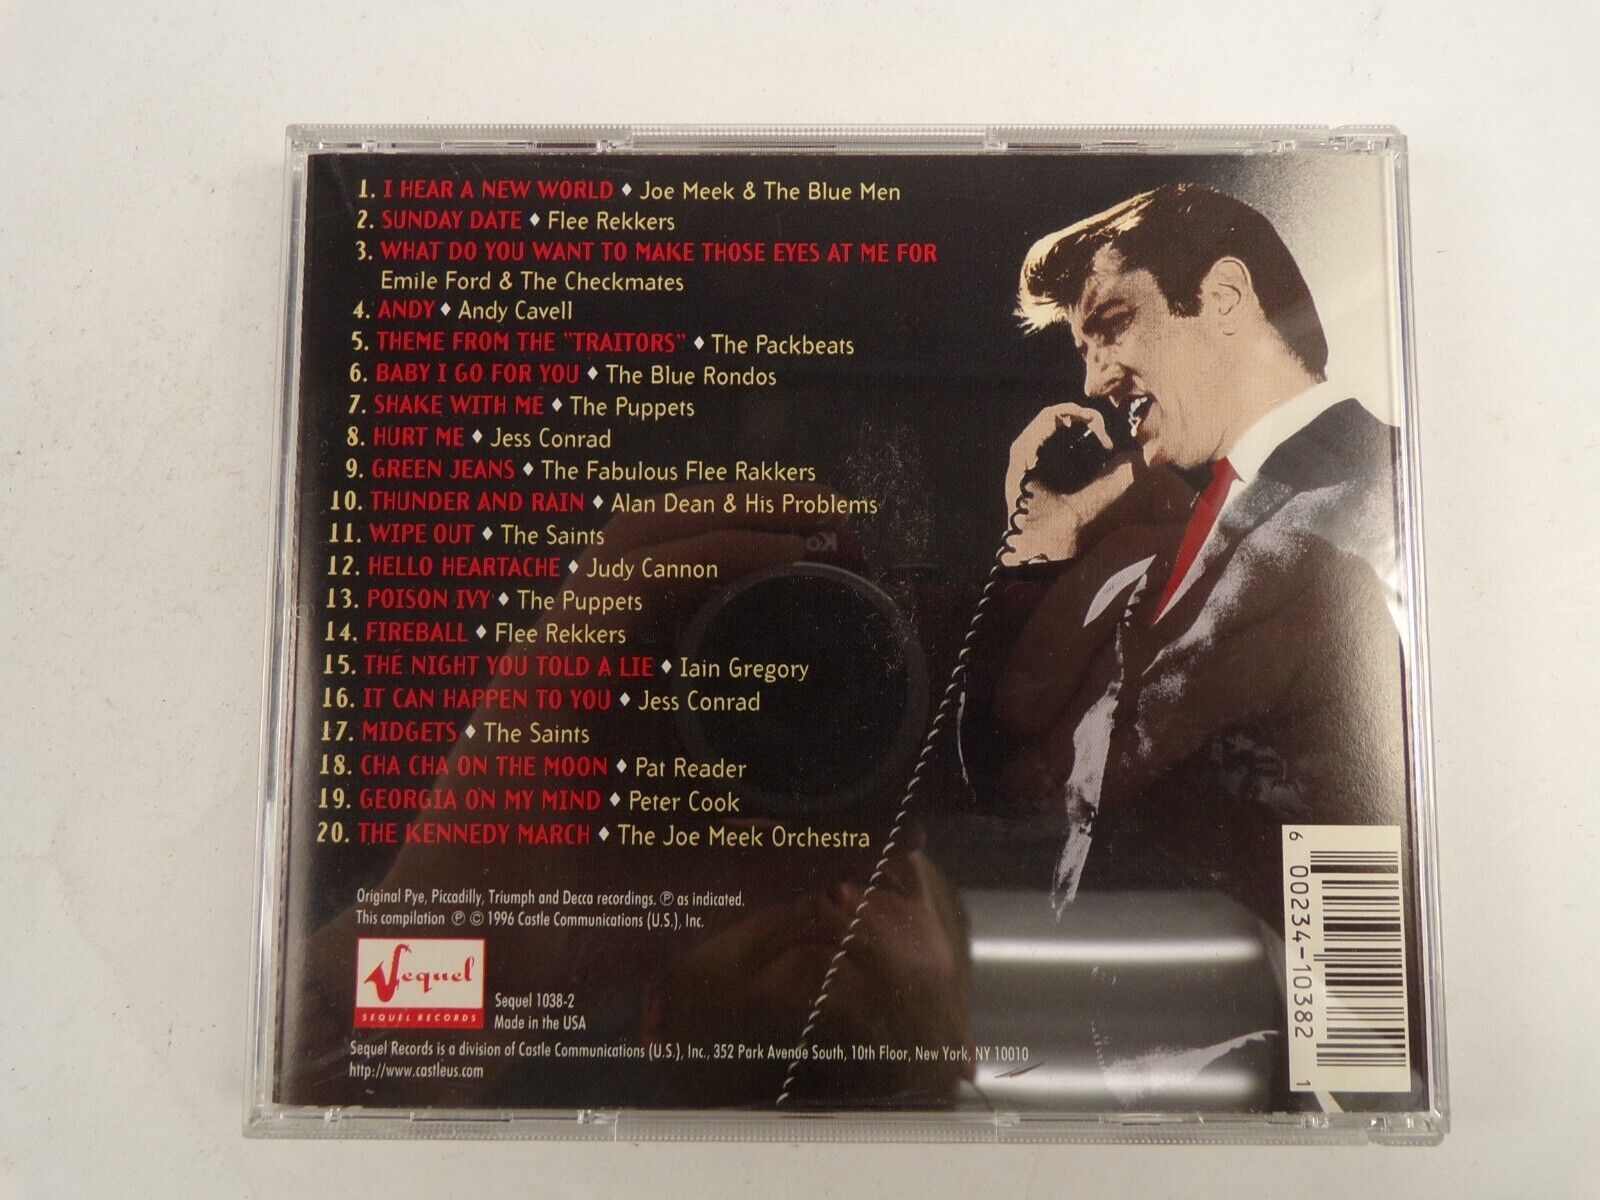 1. I HEAR A NEW WORLD ♦ Joe Meek & The Blue Men
2. SUNDAY DATE ♦ Flee Rekkers
3. WHAT DO YOU WANT TO MAKE THOSE EYES AT ME FOR
Emile Ford & The Checkmates
4. ANDY ♦ Andy Cavell
5. THEME FROM THE "TRAITORS" ♦ The Packbeats
6. BABY I GO FOR YOU ♦ The Blue Rondos
7. SHAKE WITH ME ♦ The Puppets
8. HURT ME ♦ Jess Conrad
9. GREEN JEANS ♦ The Fabulous Flee Rakkers
10. THUNDER AND RAIN ♦ Alan Dean & His Problems
11. WIPE OUT ♦ The Saints
12. HELLO HEARTACHE ♦ Judy Cannon
13. POISON IVY ♦ The Puppets
14. FIREBALL ♦ Flee Rekkers
15. THE NIGHT YOU TOLD A LIE ♦ Iain Gregory
16. IT CAN HAPPEN TO YOU ♦ Jess Conrad
17. MIDGETS ♦ The Saints
18. CHA CHA ON THE MOON ♦ Pat Reader
19. GEORGIA ON MY MIND ♦ Peter Cook
20. THE KENNEDY MARCH ♦ The Joe Meek Orchestra
Original Pye, Piccadilly, Triumph and Decca recordings. ℗ as indicated.
This compilation ℗ © 1996 Castle Communications (U.S.), Inc.
Sequel
SEQUEL RECORDS
Sequel 1038-2
Made in the USA
Sequel Records is a division of Castle Communications (U.S.), Inc., 352 Park Avenue South, 10th Floor, New York, NY 10010
http://www.castleus.com
6 00234-10382 1